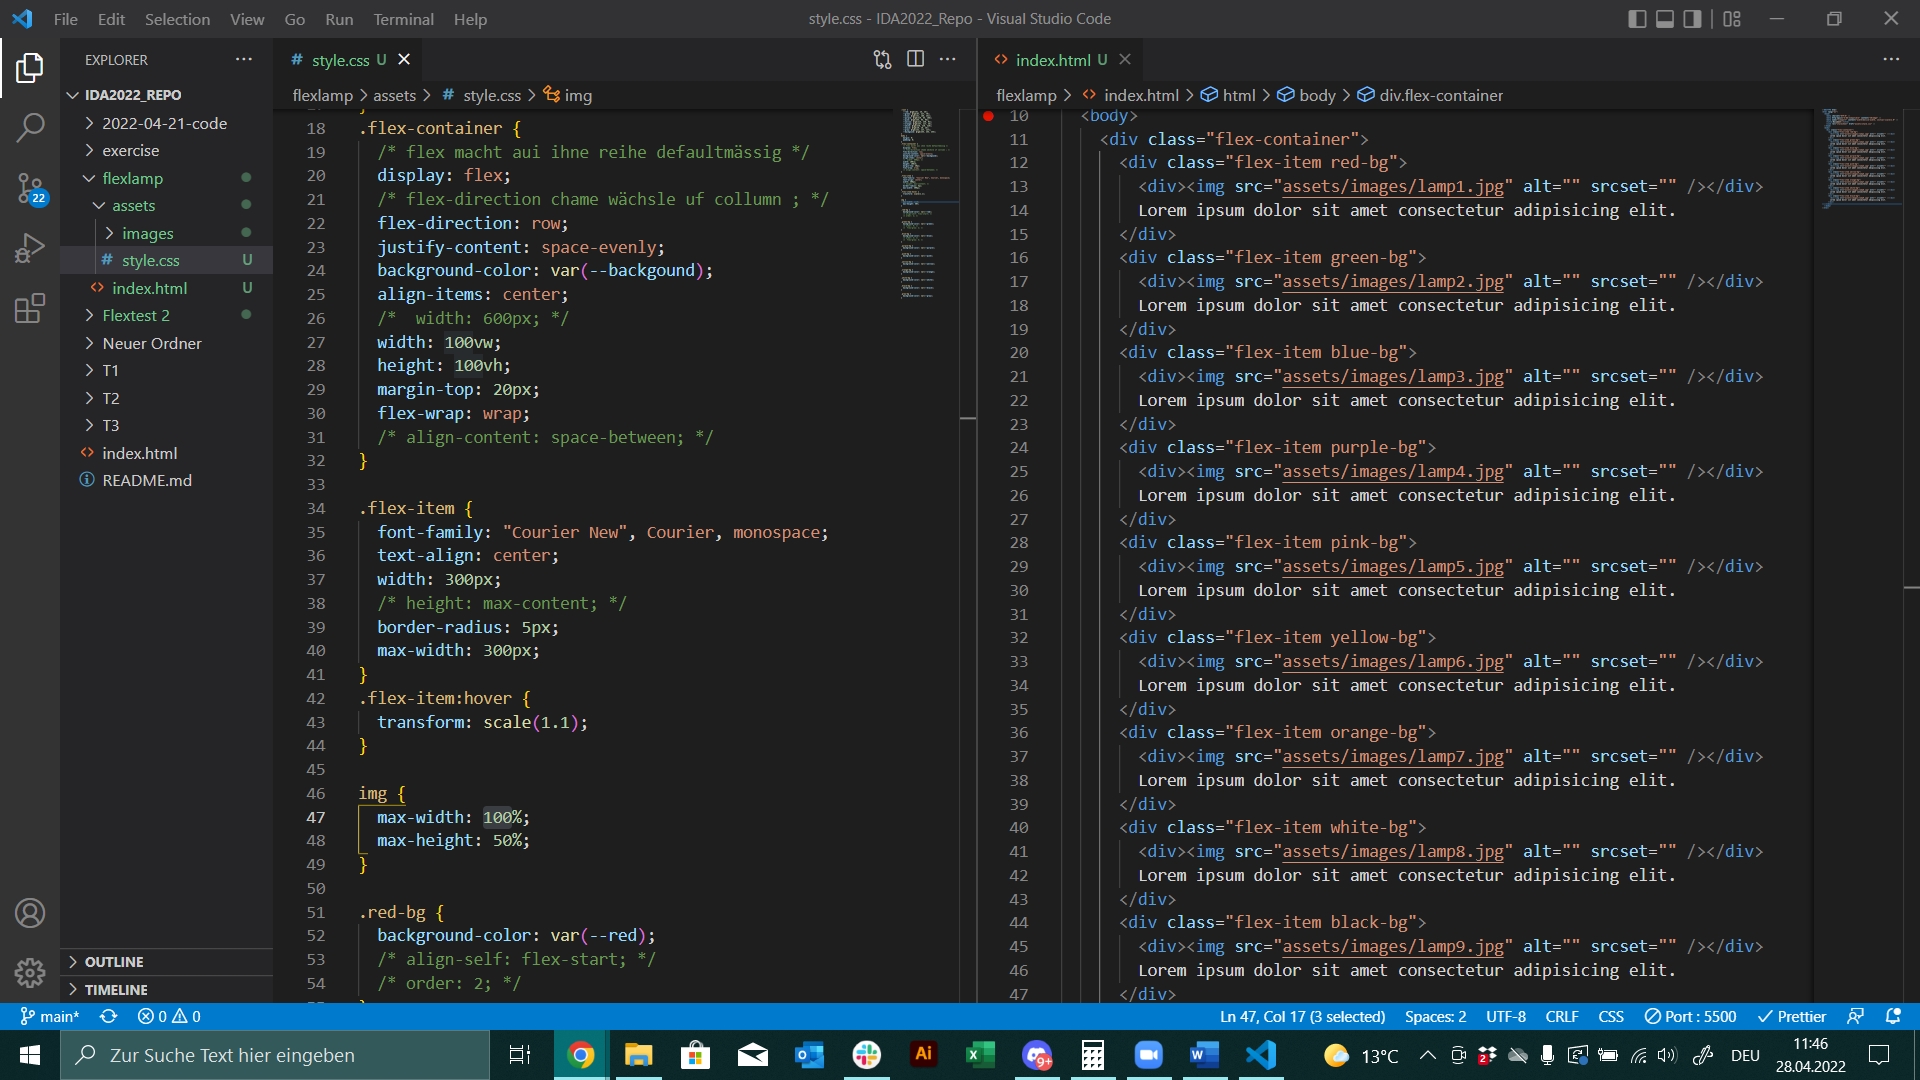 File Edit Selection View Go Run Terminal Help
style.css - IDA2022_Repo - Visual Studio Code
EXPLORER
IDA2022_REPO
2022-04-21-code
exercise
flexlamp
assets
images
# style.css U
index.html U
Flextest 2
Neuer Ordner
T1
T2
T3
index.html
README.md
OUTLINE
TIMELINE
22
# style.css U
flexlamp > assets > # style.css > img
18 .flex-container {
19 /* flex macht aui ihne reihe defaultmässig */
20 display: flex;
21 /* flex-direction chame wächsle uf collumn ; */
22 flex-direction: row;
23 justify-content: space-evenly;
24 background-color: var(--backgound);
25 align-items: center;
26 /*  width: 600px; */
27 width: 100vw;
28 height: 100vh;
29 margin-top: 20px;
30 flex-wrap: wrap;
31 /* align-content: space-between; */
32 }
33
34 .flex-item {
35 font-family: "Courier New", Courier, monospace;
36 text-align: center;
37 width: 300px;
38 /* height: max-content; */
39 border-radius: 5px;
40 max-width: 300px;
41 }
42 .flex-item:hover {
43 transform: scale(1.1);
44 }
45
46 img {
47 max-width: 100%;
48 max-height: 50%;
49 }
50
51 .red-bg {
52 background-color: var(--red);
53 /* align-self: flex-start; */
54 /* order: 2; */
index.html U
flexlamp > index.html > html > body > div.flex-container
10 <body>
11 <div class="flex-container">
12 <div class="flex-item red-bg">
13 <div><img src="assets/images/lamp1.jpg" alt="" srcset="" /></div>
14 Lorem ipsum dolor sit amet consectetur adipisicing elit.
15 </div>
16 <div class="flex-item green-bg">
17 <div><img src="assets/images/lamp2.jpg" alt="" srcset="" /></div>
18 Lorem ipsum dolor sit amet consectetur adipisicing elit.
19 </div>
20 <div class="flex-item blue-bg">
21 <div><img src="assets/images/lamp3.jpg" alt="" srcset="" /></div>
22 Lorem ipsum dolor sit amet consectetur adipisicing elit.
23 </div>
24 <div class="flex-item purple-bg">
25 <div><img src="assets/images/lamp4.jpg" alt="" srcset="" /></div>
26 Lorem ipsum dolor sit amet consectetur adipisicing elit.
27 </div>
28 <div class="flex-item pink-bg">
29 <div><img src="assets/images/lamp5.jpg" alt="" srcset="" /></div>
30 Lorem ipsum dolor sit amet consectetur adipisicing elit.
31 </div>
32 <div class="flex-item yellow-bg">
33 <div><img src="assets/images/lamp6.jpg" alt="" srcset="" /></div>
34 Lorem ipsum dolor sit amet consectetur adipisicing elit.
35 </div>
36 <div class="flex-item orange-bg">
37 <div><img src="assets/images/lamp7.jpg" alt="" srcset="" /></div>
38 Lorem ipsum dolor sit amet consectetur adipisicing elit.
39 </div>
40 <div class="flex-item white-bg">
41 <div><img src="assets/images/lamp8.jpg" alt="" srcset="" /></div>
42 Lorem ipsum dolor sit amet consectetur adipisicing elit.
43 </div>
44 <div class="flex-item black-bg">
45 <div><img src="assets/images/lamp9.jpg" alt="" srcset="" /></div>
46 Lorem ipsum dolor sit amet consectetur adipisicing elit.
47 </div>
main* 0 0 Ln 47, Col 17 (3 selected) Spaces: 2 UTF-8 CRLF CSS Port : 5500 Prettier
Zur Suche Text hier eingeben
Ai
9+
13°C
2
DEU
11:46
28.04.2022